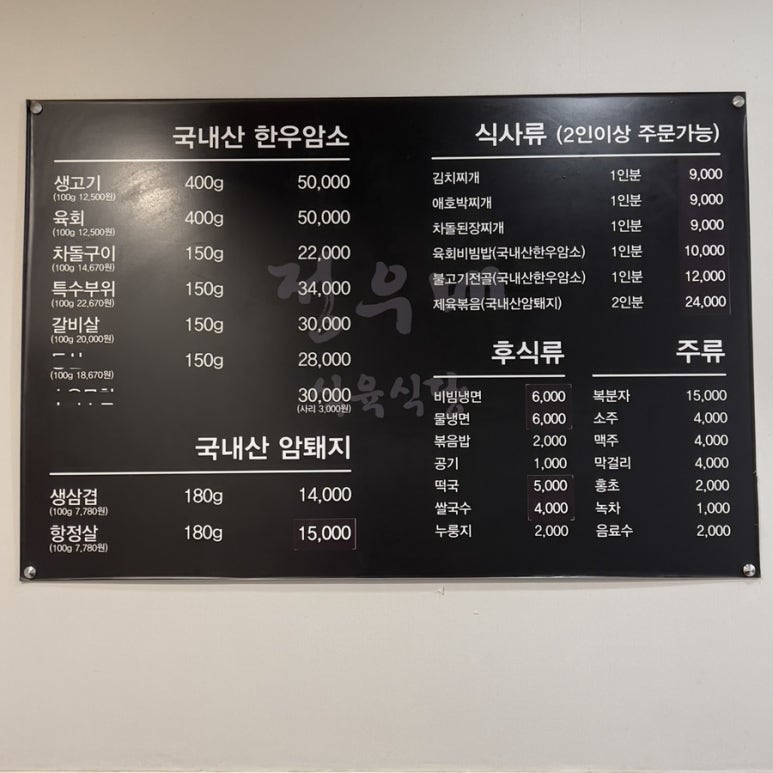 국내산 한우암소
생고기 400g 50,000
(100g 12,500원)
육회 400g 50,000
(100g 12,500원)
차돌구이 150g 22,000
(100g 14,670원)
특수부위 150g 34,000
(100g 22,670원)
갈비살 150g 30,000
(100g 20,000원)
150g 28,000
(100g 18,670원)
30,000
(사리 3,000원)
국내산 암퇘지
생삼겹 180g 14,000
(100g 7,780원)
항정살 180g 15,000
(100g 7,780원)
식사류 (2인이상 주문가능)
김치찌개 1인분 9,000
애호박찌개 1인분 9,000
차돌된장찌개 1인분 9,000
육회비빔밥(국내산한우암소) 1인분 10,000
불고기전골(국내산한우암소) 1인분 12,000
제육볶음(국내산암퇘지) 2인분 24,000
후식류
비빔냉면 6,000
물냉면 6,000
볶음밥 2,000
공기 1,000
떡국 5,000
쌀국수 4,000
누룽지 2,000
주류
복분자 15,000
소주 4,000
맥주 4,000
막걸리 4,000
홍초 2,000
녹차 1,000
음료수 2,000